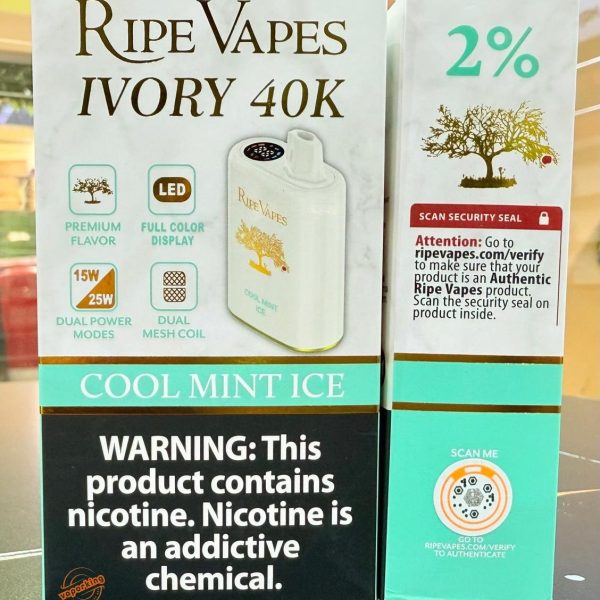 RIPE VAPES
IVORY 40K
PREMIUM
FLAVOR
LED
FULL COLOR
DISPLAY
15W
25W
DUAL POWER
MODES
DUAL
MESH COIL
RIPE VAPES
COOL MINT
ICE
COOL MINT ICE
WARNING: This
product contains
nicotine. Nicotine is
an addictive
chemical.
vaporking
2%
SCAN SECURITY SEAL
Attention: Go to
ripevapes.com/verify
to make sure that your
product is an Authentic
Ripe Vapes product.
Scan the security seal on
product inside.
SCAN ME
GO TO
RIPEVAPES.COM/VERIFY
TO AUTHENTICATE